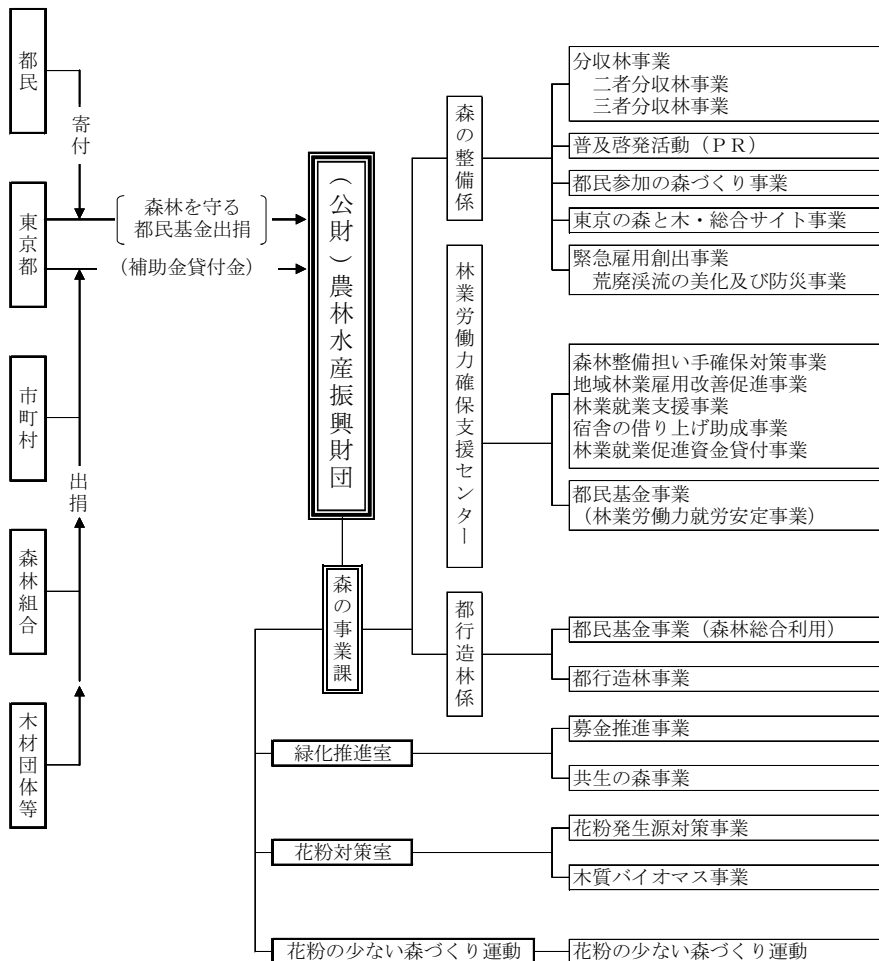 都民
寄付
東京都
森林を守る
都民基金出捐
(補助金貸付金)
市町村
出捐
森林組合
木材団体等
(公財)農林水産振興財団
森の事業課
森の整備係
分収林事業
二者分収林事業
三者分収林事業
普及啓発活動(PR)
都民参加の森づくり事業
東京の森と木・総合サイト事業
緊急雇用創出事業
荒廃渓流の美化及び防災事業
林業労働力確保支援センター
森林整備担い手確保対策事業
地域林業雇用改善促進事業
林業就業支援事業
宿舎の借り上げ助成事業
林業就業促進資金貸付事業
都民基金事業
(林業労働力就労安定事業)
都行造林係
都民基金事業(森林総合利用)
都行造林事業
緑化推進室
募金推進事業
共生の森事業
花粉対策室
花粉発生源対策事業
木質バイオマス事業
花粉の少ない森づくり運動
花粉の少ない森づくり運動